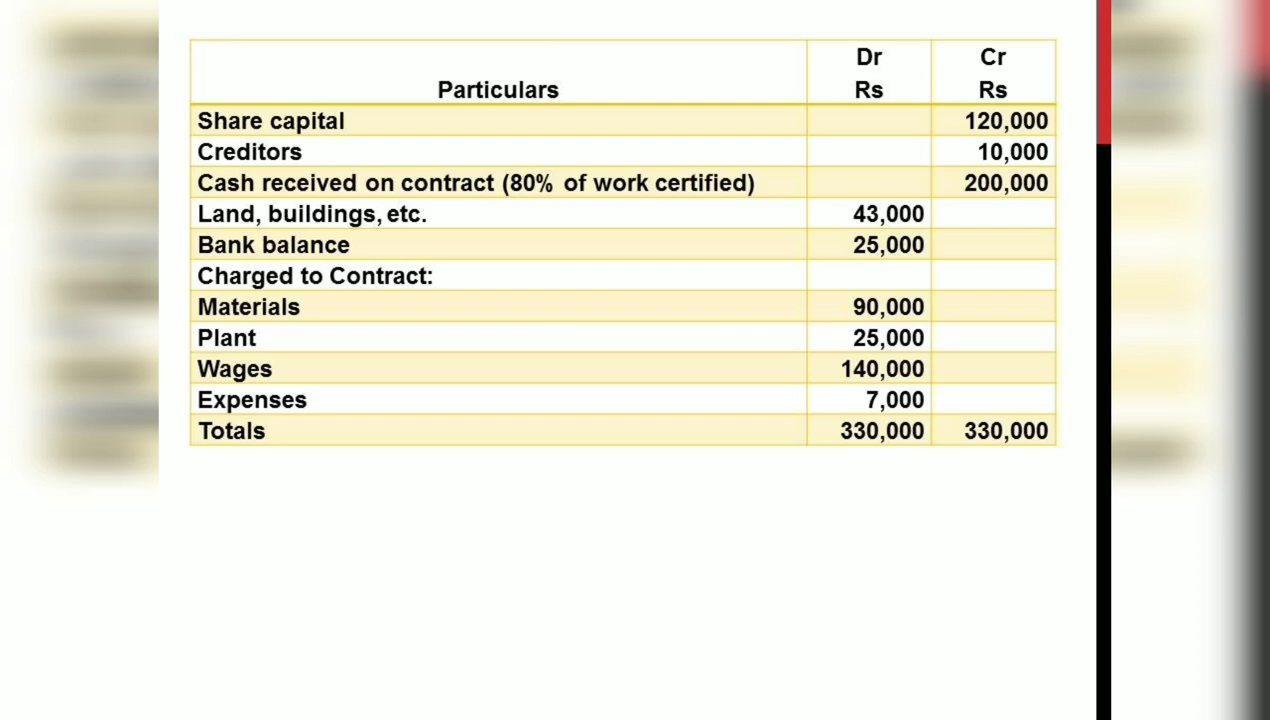 Particulars Dr Rs Cr Rs
Share capital 120,000
Creditors 10,000
Cash received on contract (80% of work certified) 200,000
Land, buildings, etc. 43,000
Bank balance 25,000
Charged to Contract:
Materials 90,000
Plant 25,000
Wages 140,000
Expenses 7,000
Totals 330,000 330,000